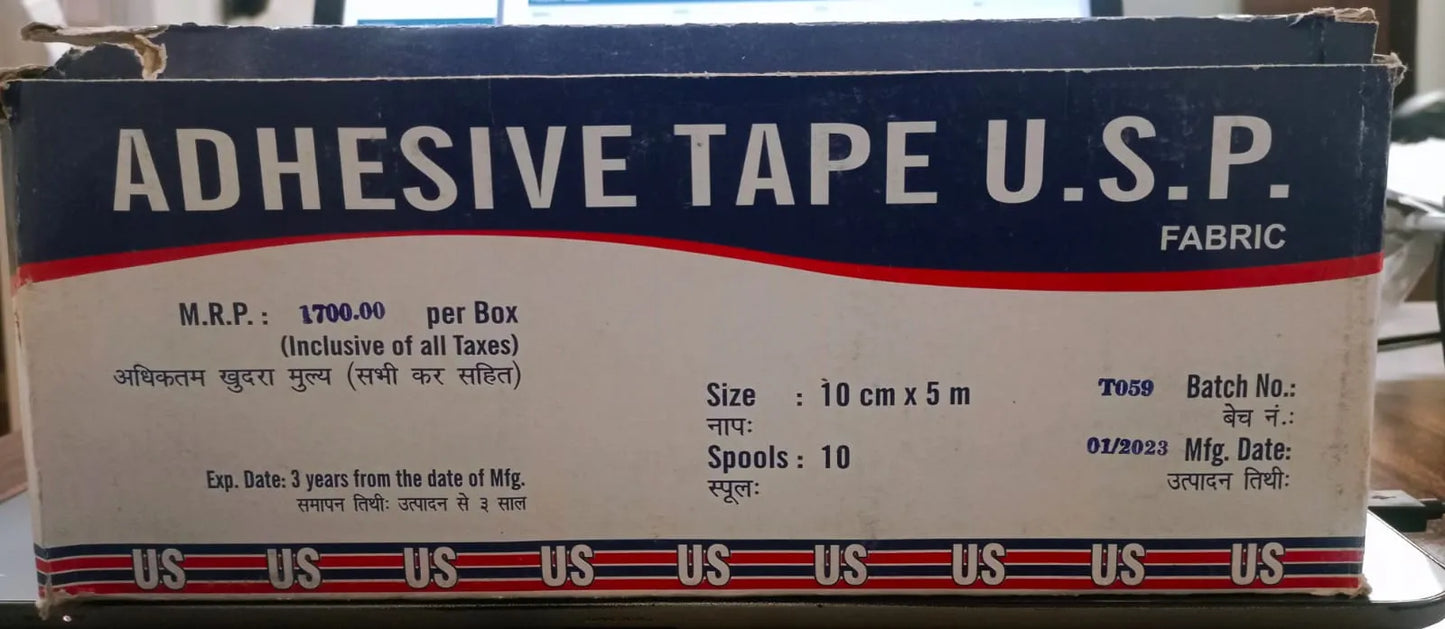 ADHESIVE TAPE U.S.P.
FABRIC
M.R.P. : 1700.00 per Box
(Inclusive of all Taxes)
अधिकतम खुदरा मुल्य (सभी कर सहित)
Exp. Date: 3 years from the date of Mfg.
समापन तिथीः उत्पादन से ३ साल
Size : 10 cm x 5 m
नापः
Spools : 10
स्पूलः
T059 Batch No.:
बेच नं.:
01/2023 Mfg. Date:
उत्पादन तिथीः
US US US US US US US US US